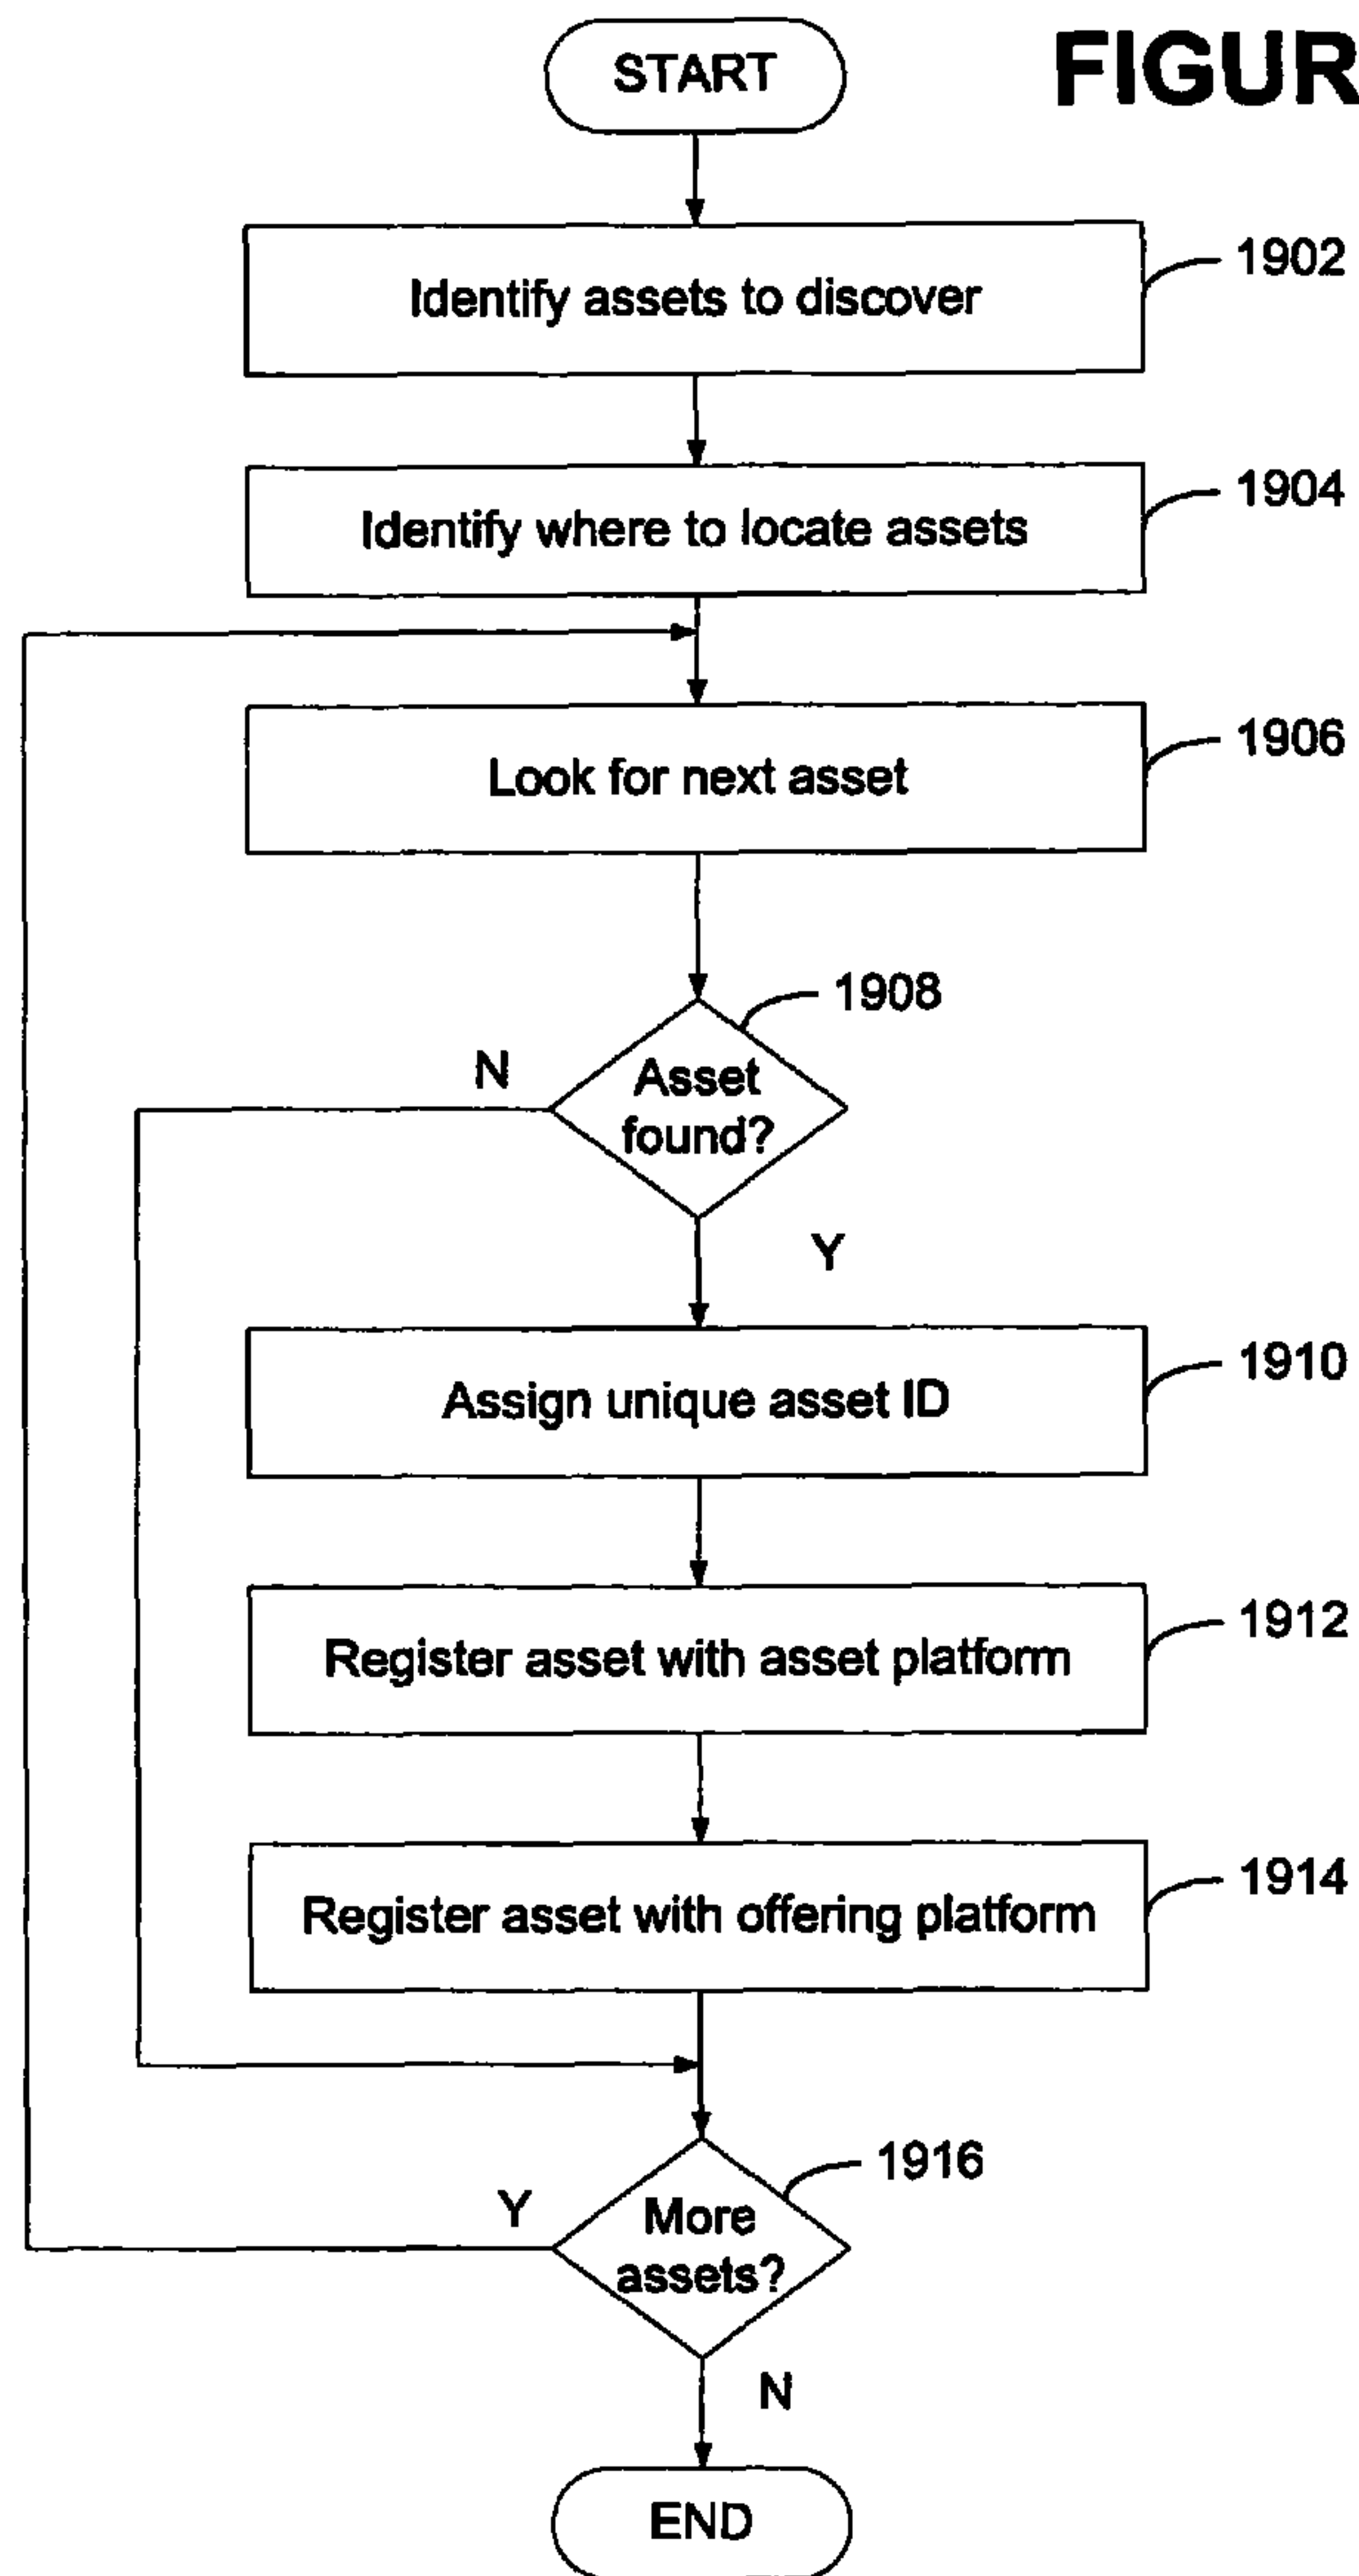 START
FIGUR
Identify assets to discover
1902
Identify where to locate assets
1904
Look for next asset
1906
1908
N
Asset
found?
Y
Assign unique asset ID
1910
Register asset with asset platform
1912
Register asset with offering platform
1914
1916
Y
More
assets?
N
END